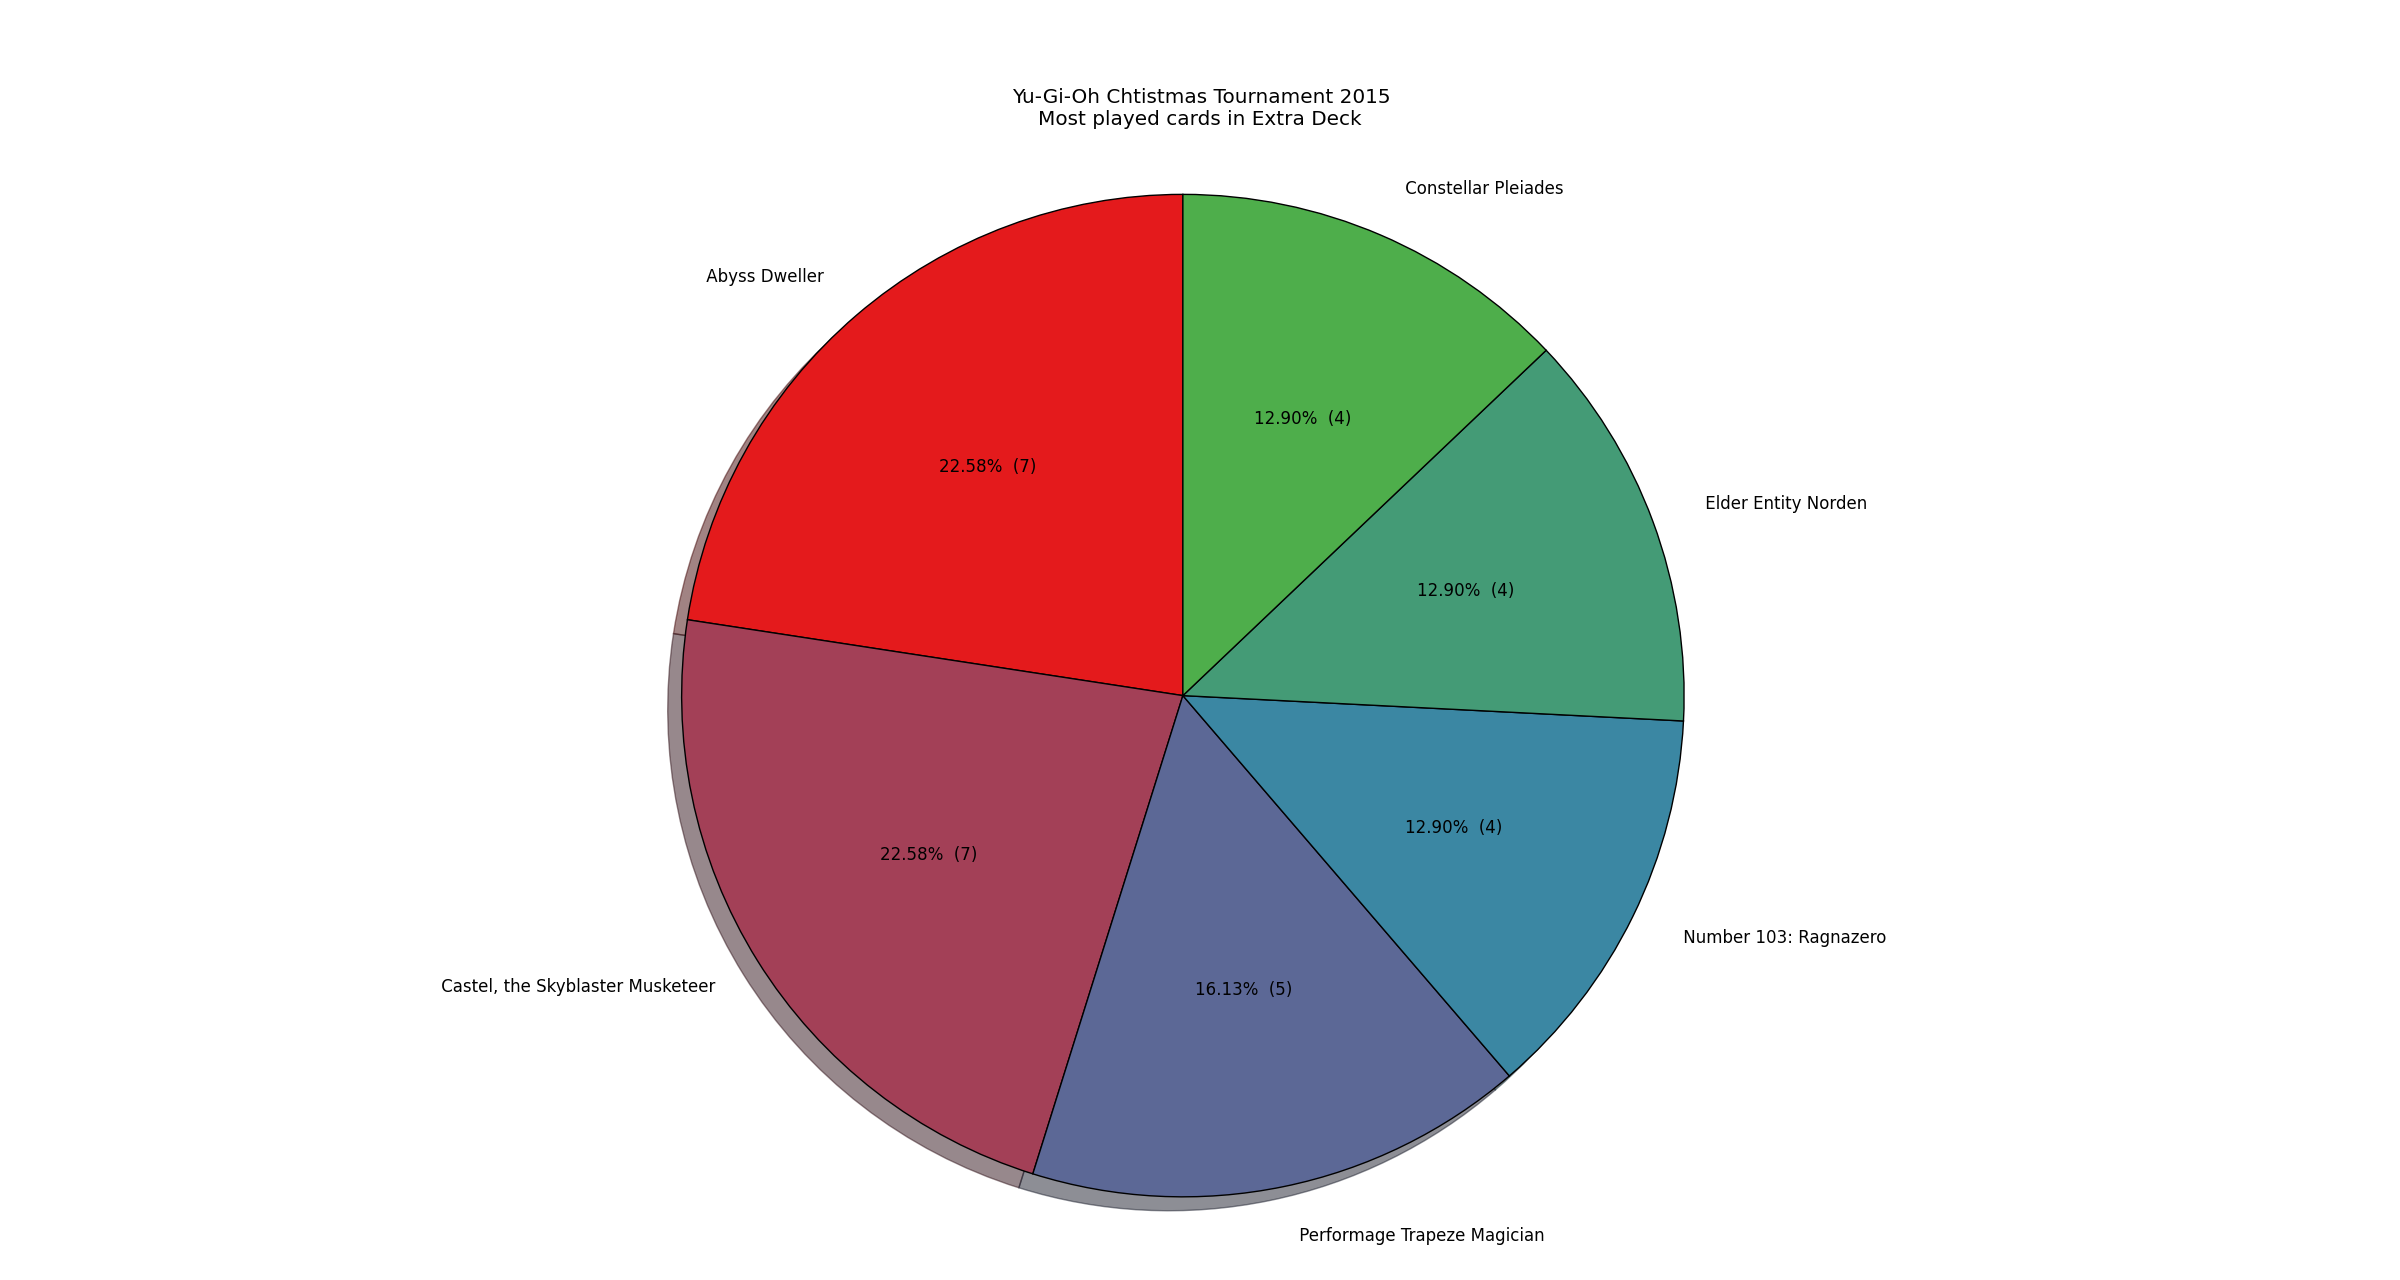 Yu-Gi-Oh Chtistmas Tournament 2015
Most played cards in Extra Deck
Constellar Pleiades
Abyss Dweller
12.90% (4)
22.58% (7)
Elder Entity Norden
12.90% (4)
12.90% (4)
22.58% (7)
Number 103: Ragnazero
Castel, the Skyblaster Musketeer
16.13% (5)
Performage Trapeze Magician